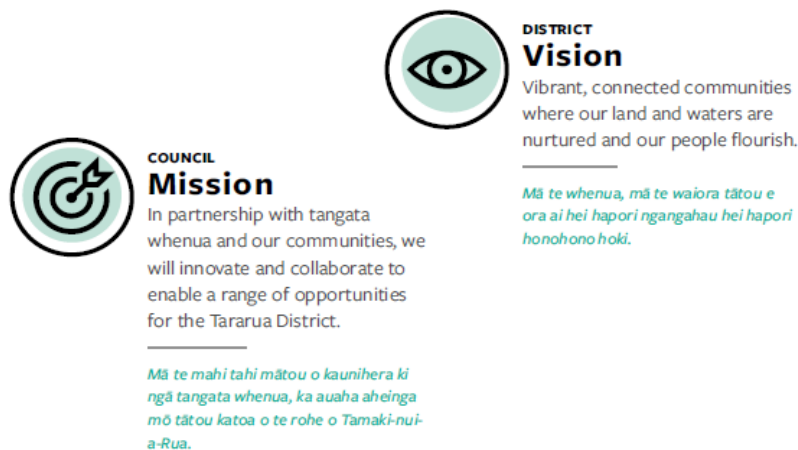 DISTRICT
Vision
Vibrant, connected communities
where our land and waters are
nurtured and our people flourish.
Mā te whenua, mā te waiora tātou e
ora ai hei hapori ngangahau hei hapori
honohono hoki.
COUNCIL
Mission
In partnership with tangata
whenua and our communities, we
will innovate and collaborate to
enable a range of opportunities
for the Tararua District.
Mā te mahi tahi mātou o kaunihera ki
ngā tangata whenua, ka auaha aheinga
mō tātou katoa o te rohe o Tamaki-nui-
a-Rua.